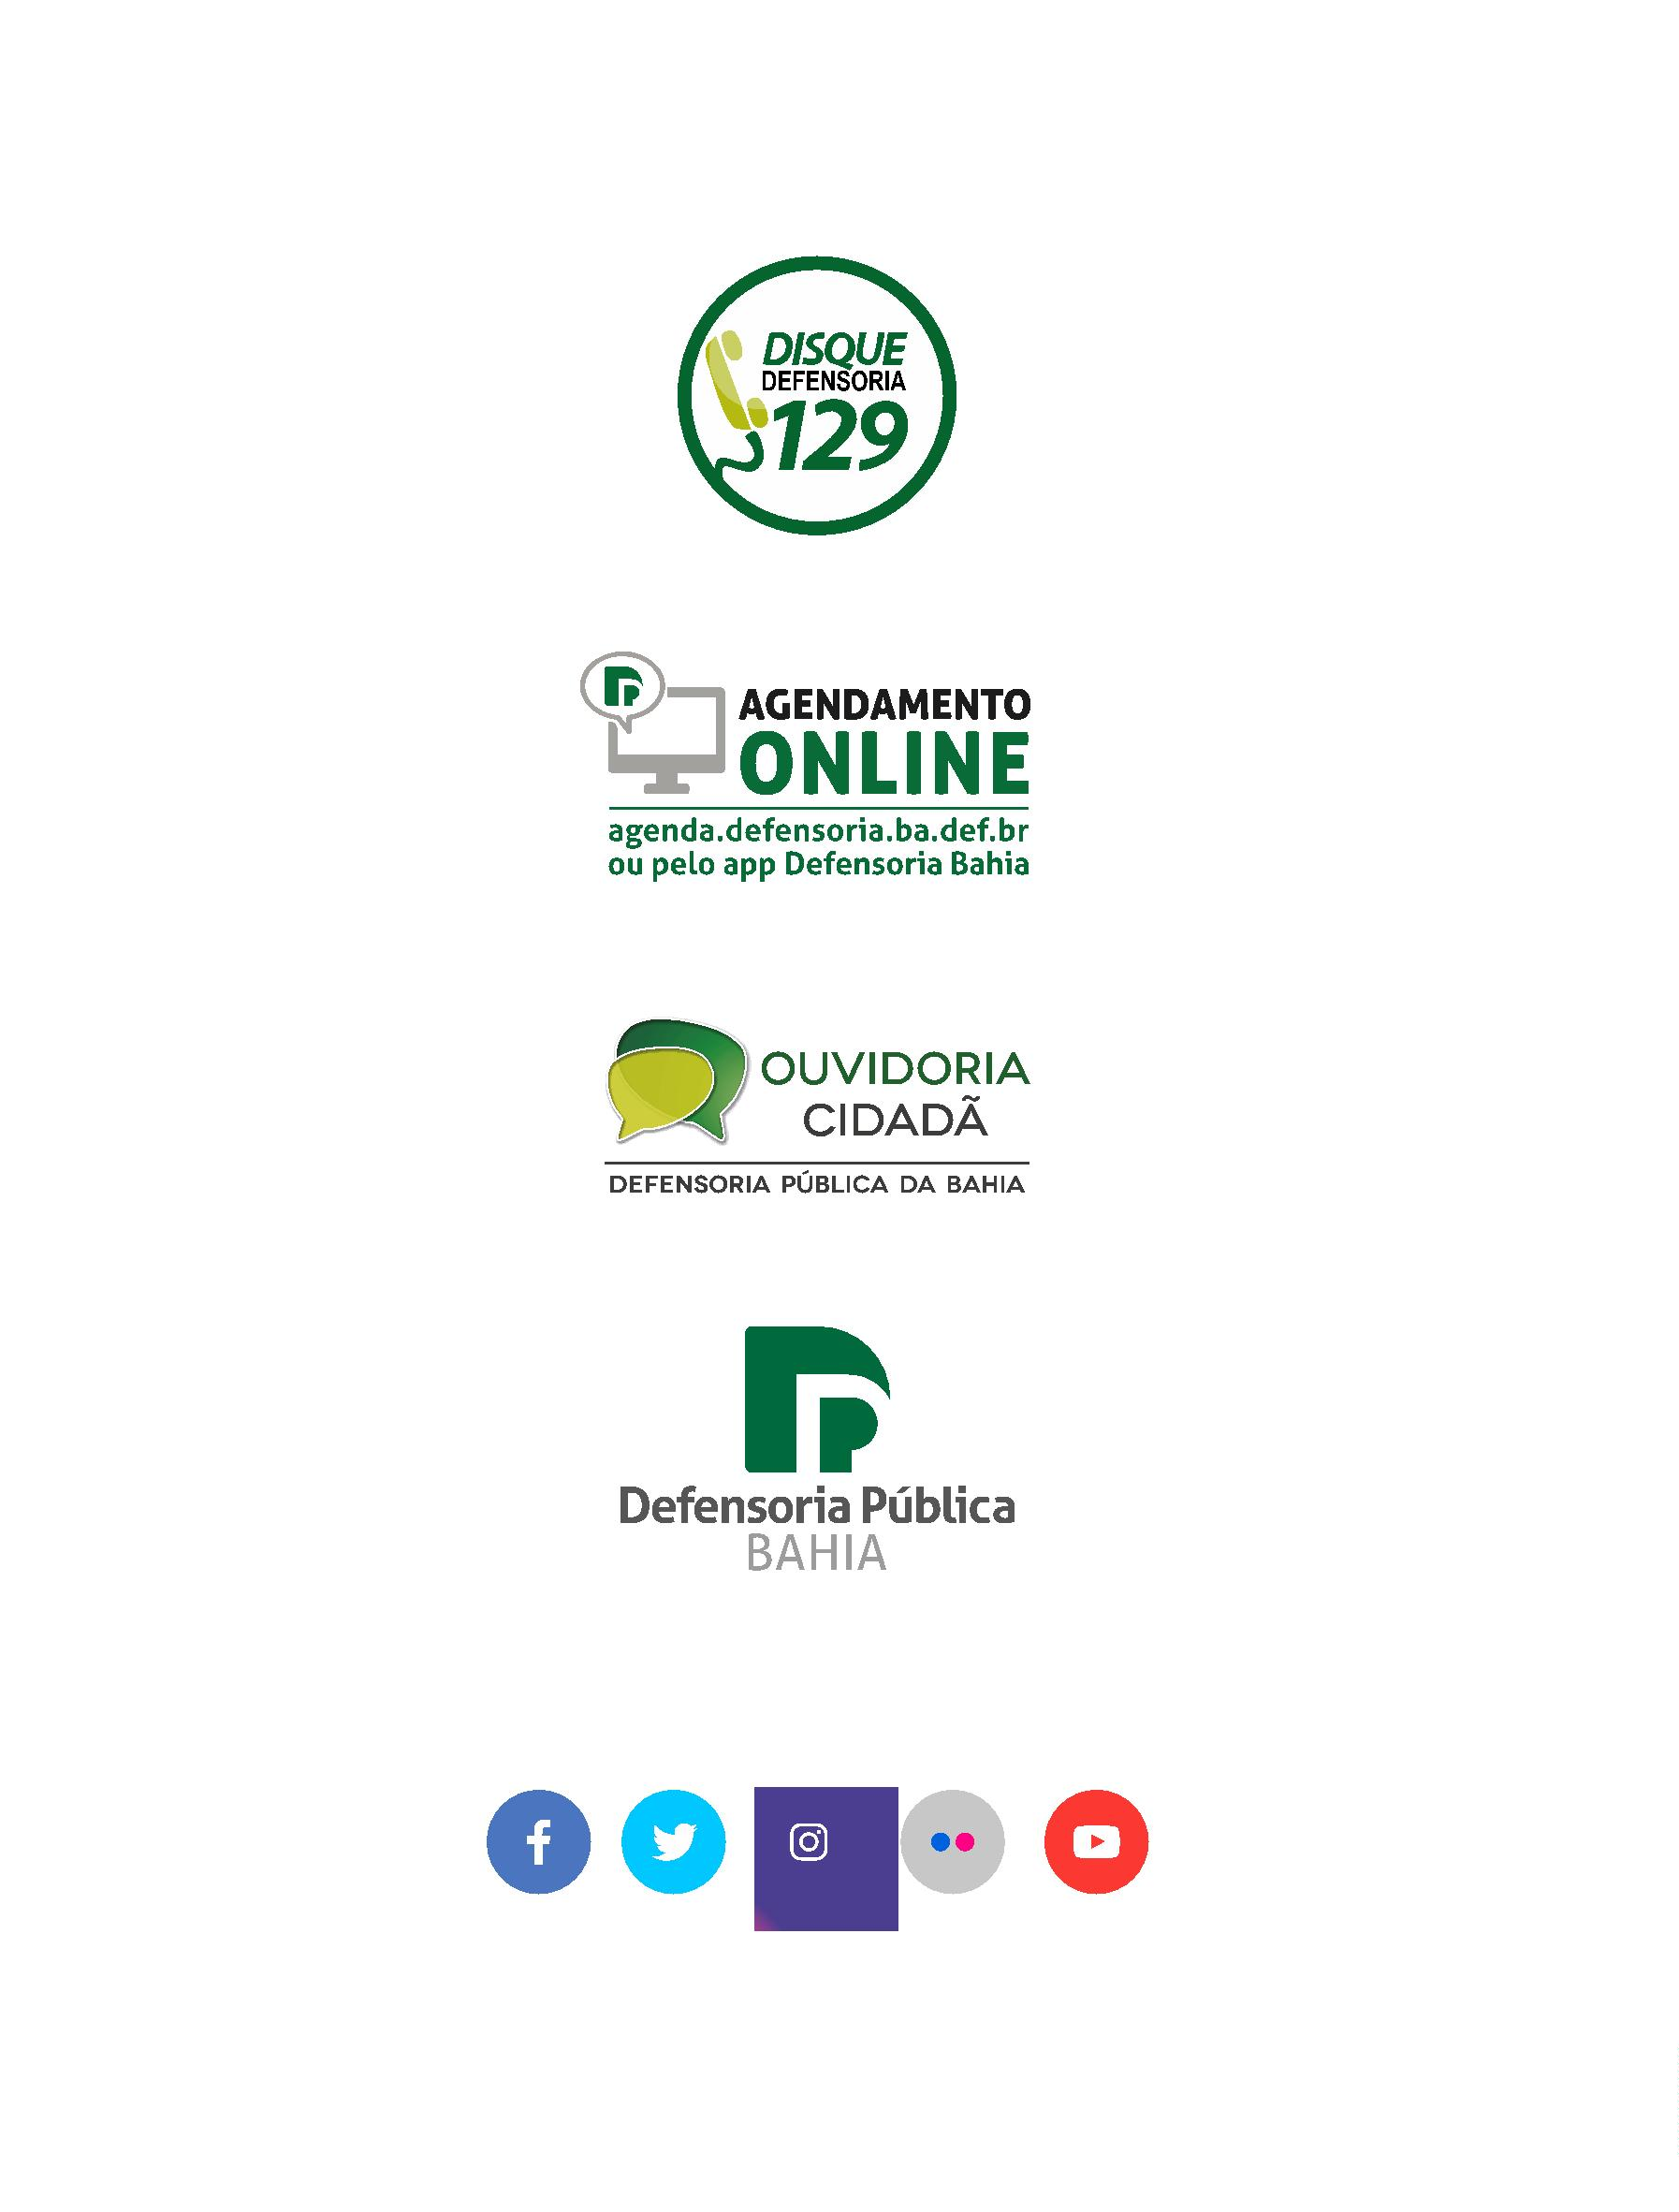 DISQUE
DEFENSORIA
129
AGENDAMENTO
ONLINE
agenda.defensoria.ba.def.br
ou pelo app Defensoria Bahia
OUVIDORIA
CIDADÃ
DEFENSORIA PÚBLICA DA BAHIA
Defensoria Pública
BAHIA